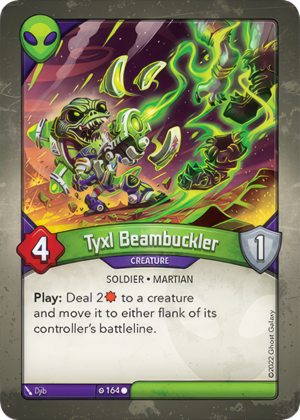 Tyxl Beambuckler
CREATURE
4
1
SOLDIER • MARTIAN
Play: Deal 2 to a creature
and move it to either flank of its
controller's battleline.
©2022 Ghost Galaxy
Djib
164